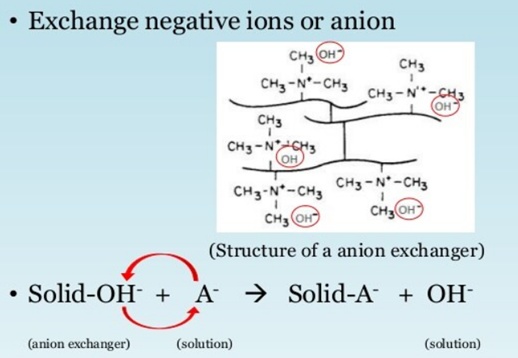 • Exchange negative ions or anion
CH3 OH-
CH3-N+-CH3
CH3
CH3-N+-CH3
OH-
CH3
CH3-N+-CH3
OH
CH3-N+-CH3
CH3 OH-
CH3-N+-CH3
CH3 OH-
(Structure of a anion exchanger)
• Solid-OH- + A- → Solid-A- + OH-
(anion exchanger) (solution) (solution)